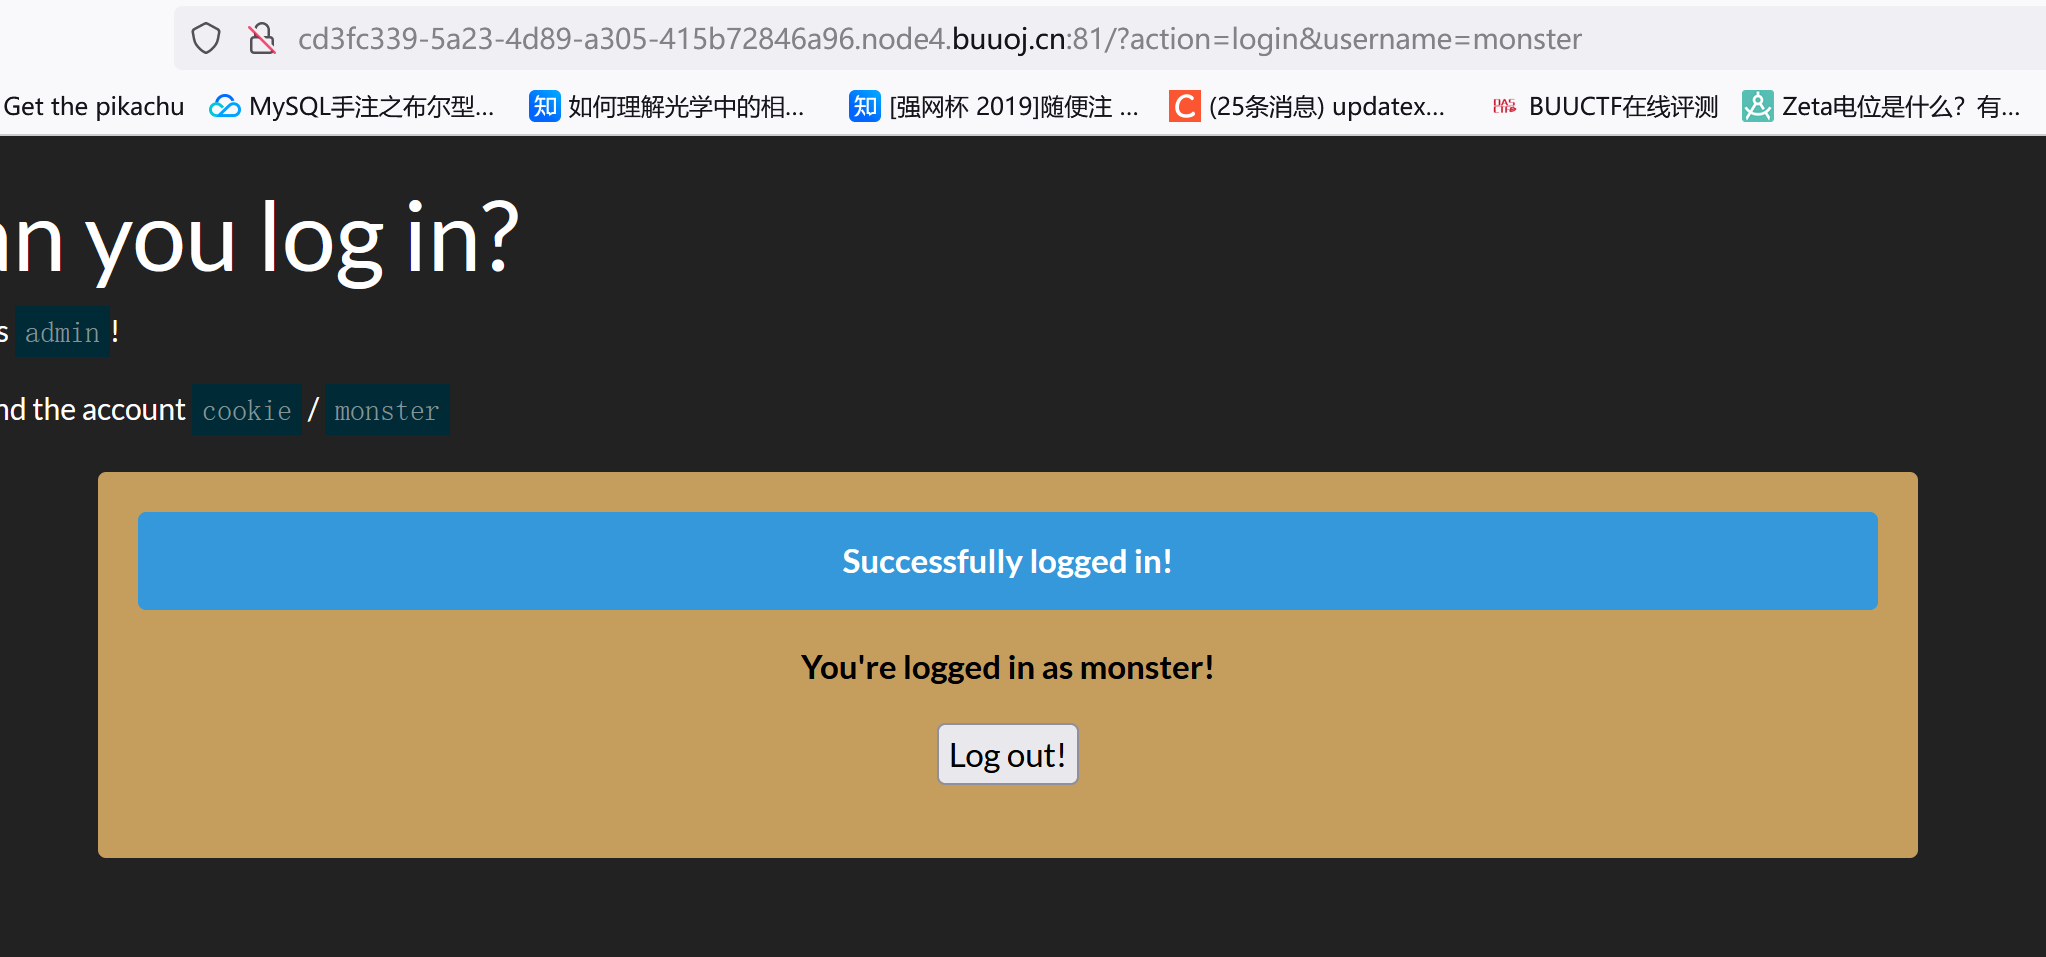 cd3fc339-5a23-4d89-a305-415b72846a96.node4.buuoj.cn:81/?action=login&username=monster
Get the pikachu MySQL手注之布尔型... 知 如何理解光学中的相... 知 [强网杯 2019]随便注 ... C (25条消息) updatex... BUUCTF在线评测 Zeta电位是什么？有...
an you log in?
s admin !
nd the account cookie / monster
Successfully logged in!
You're logged in as monster!
Log out!